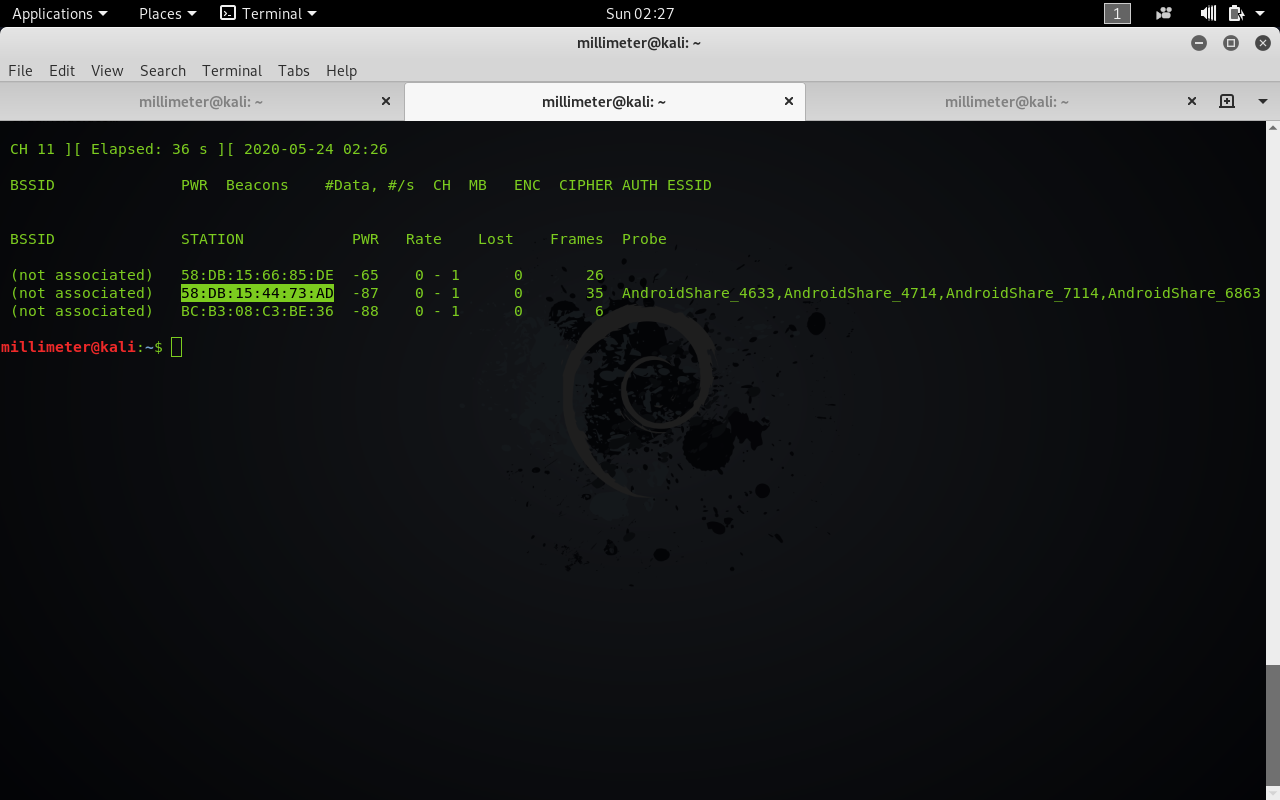 Applications Places Terminal Sun 02:27 1
millimeter@kali: ~
File Edit View Search Terminal Tabs Help
millimeter@kali: ~ millimeter@kali: ~ millimeter@kali: ~
CH 11 ][ Elapsed: 36 s ][ 2020-05-24 02:26
BSSID PWR Beacons #Data, #/s CH MB ENC CIPHER AUTH ESSID
BSSID STATION PWR Rate Lost Frames Probe
(not associated) 58:DB:15:66:85:DE -65 0 - 1 0 26
(not associated) 58:DB:15:44:73:AD -87 0 - 1 0 35 AndroidShare_4633,AndroidShare_4714,AndroidShare_7114,AndroidShare_6863
(not associated) BC:B3:08:C3:BE:36 -88 0 - 1 0 6
millimeter@kali:~$